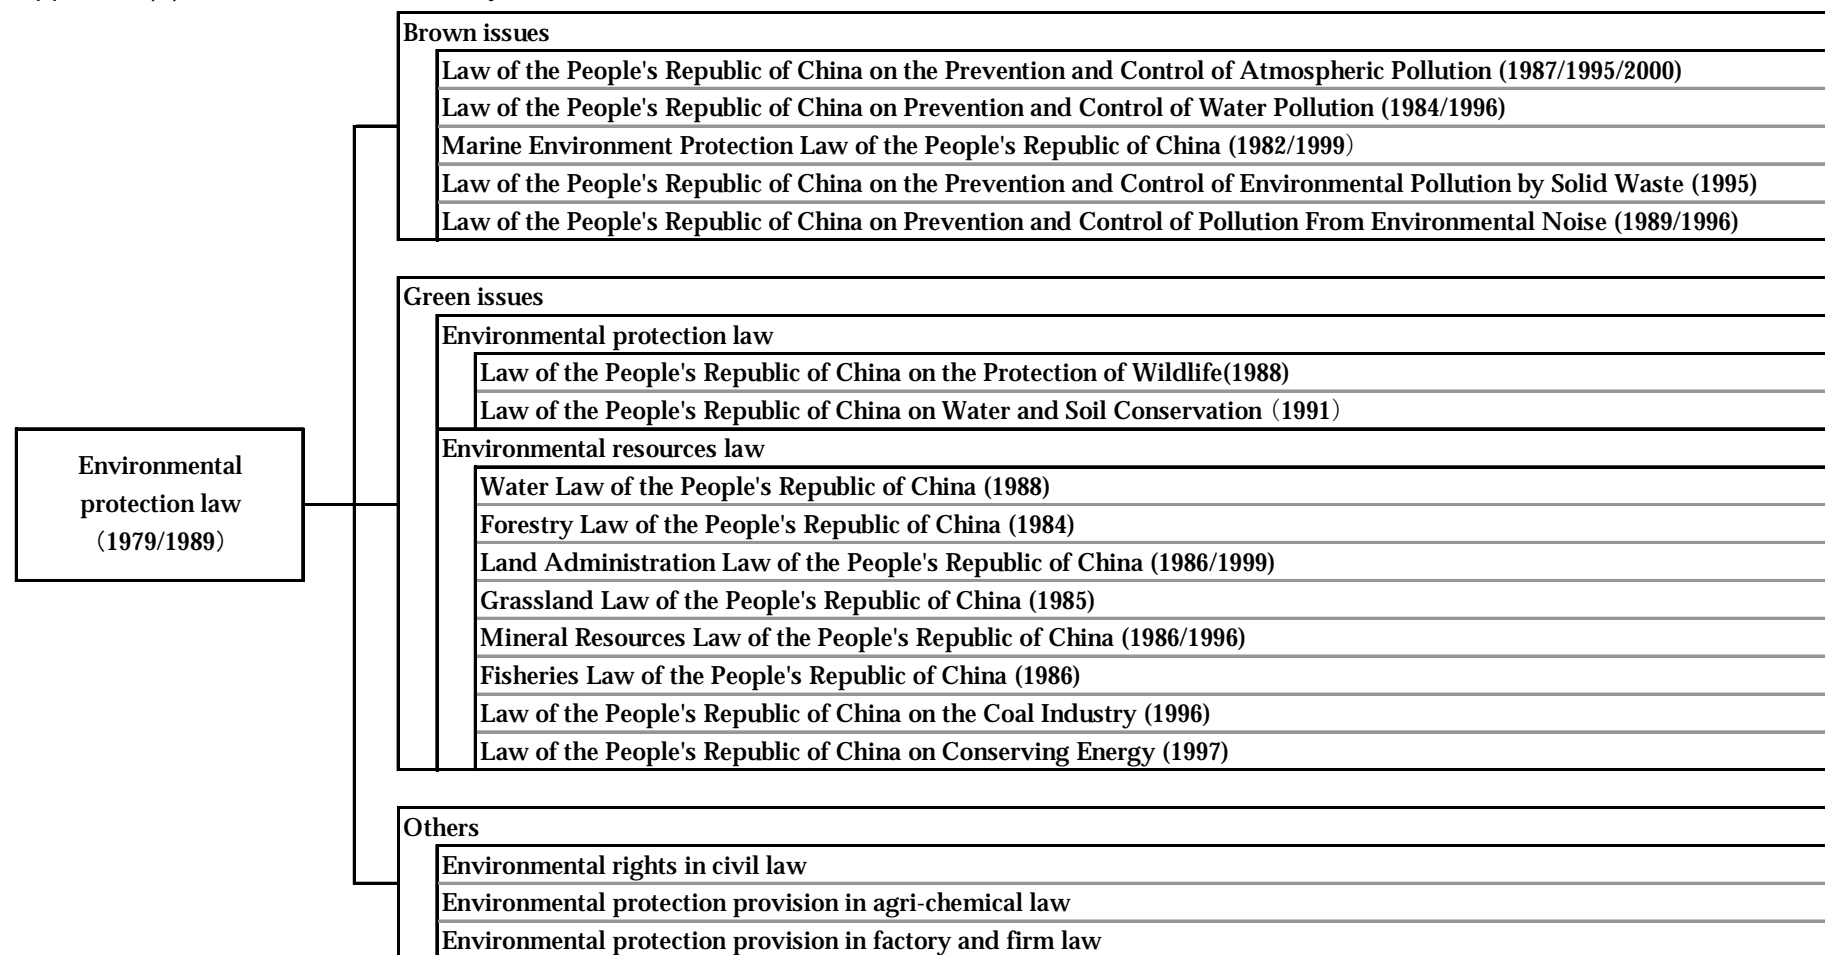 Brown issues
Law of the People's Republic of China on the Prevention and Control of Atmospheric Pollution (1987/1995/2000)
Law of the People's Republic of China on Prevention and Control of Water Pollution (1984/1996)
Marine Environment Protection Law of the People's Republic of China (1982/1999）
Law of the People's Republic of China on the Prevention and Control of Environmental Pollution by Solid Waste (1995)
Law of the People's Republic of China on Prevention and Control of Pollution From Environmental Noise (1989/1996)
Green issues
Environmental protection law
Law of the People's Republic of China on the Protection of Wildlife(1988)
Law of the People's Republic of China on Water and Soil Conservation（1991）
Environmental resources law
Water Law of the People's Republic of China (1988)
Forestry Law of the People's Republic of China (1984)
Land Administration Law of the People's Republic of China (1986/1999)
Grassland Law of the People's Republic of China (1985)
Mineral Resources Law of the People's Republic of China (1986/1996)
Fisheries Law of the People's Republic of China (1986)
Law of the People's Republic of China on the Coal Industry (1996)
Law of the People's Republic of China on Conserving Energy (1997)
Environmental
protection law
（1979/1989）
Others
Environmental rights in civil law
Environmental protection provision in agri-chemical law
Environmental protection provision in factory and firm law